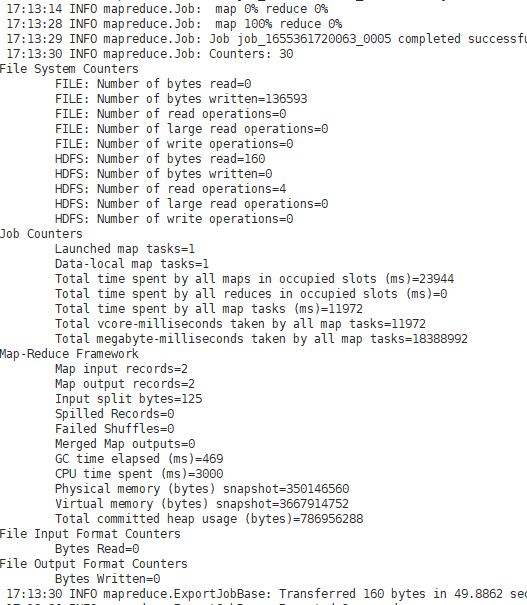 17:13:14 INFO mapreduce.Job:  map 0% reduce 0%
17:13:28 INFO mapreduce.Job:  map 100% reduce 0%
17:13:29 INFO mapreduce.Job: Job job_1655361720063_0005 completed successfu
17:13:30 INFO mapreduce.Job: Counters: 30
File System Counters
FILE: Number of bytes read=0
FILE: Number of bytes written=136593
FILE: Number of read operations=0
FILE: Number of large read operations=0
FILE: Number of write operations=0
HDFS: Number of bytes read=160
HDFS: Number of bytes written=0
HDFS: Number of read operations=4
HDFS: Number of large read operations=0
HDFS: Number of write operations=0
Job Counters
Launched map tasks=1
Data-local map tasks=1
Total time spent by all maps in occupied slots (ms)=23944
Total time spent by all reduces in occupied slots (ms)=0
Total time spent by all map tasks (ms)=11972
Total vcore-milliseconds taken by all map tasks=11972
Total megabyte-milliseconds taken by all map tasks=18388992
Map-Reduce Framework
Map input records=2
Map output records=2
Input split bytes=125
Spilled Records=0
Failed Shuffles=0
Merged Map outputs=0
GC time elapsed (ms)=469
CPU time spent (ms)=3000
Physical memory (bytes) snapshot=350146560
Virtual memory (bytes) snapshot=3667914752
Total committed heap usage (bytes)=786956288
File Input Format Counters
Bytes Read=0
File Output Format Counters
Bytes Written=0
17:13:30 INFO mapreduce.ExportJobBase: Transferred 160 bytes in 49.8862 sec